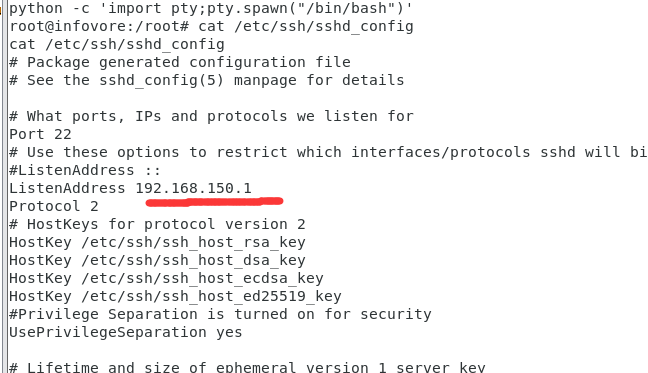 python -c 'import pty;pty.spawn("/bin/bash")'
root@infovore:/root# cat /etc/ssh/sshd_config
cat /etc/ssh/sshd_config
# Package generated configuration file
# See the sshd_config(5) manpage for details
# What ports, IPs and protocols we listen for
Port 22
# Use these options to restrict which interfaces/protocols sshd will bi
#ListenAddress ::
ListenAddress 192.168.150.1
Protocol 2
# HostKeys for protocol version 2
HostKey /etc/ssh/ssh_host_rsa_key
HostKey /etc/ssh/ssh_host_dsa_key
HostKey /etc/ssh/ssh_host_ecdsa_key
HostKey /etc/ssh/ssh_host_ed25519_key
#Privilege Separation is turned on for security
UsePrivilegeSeparation yes
# Lifetime and size of ephemeral version 1 server key